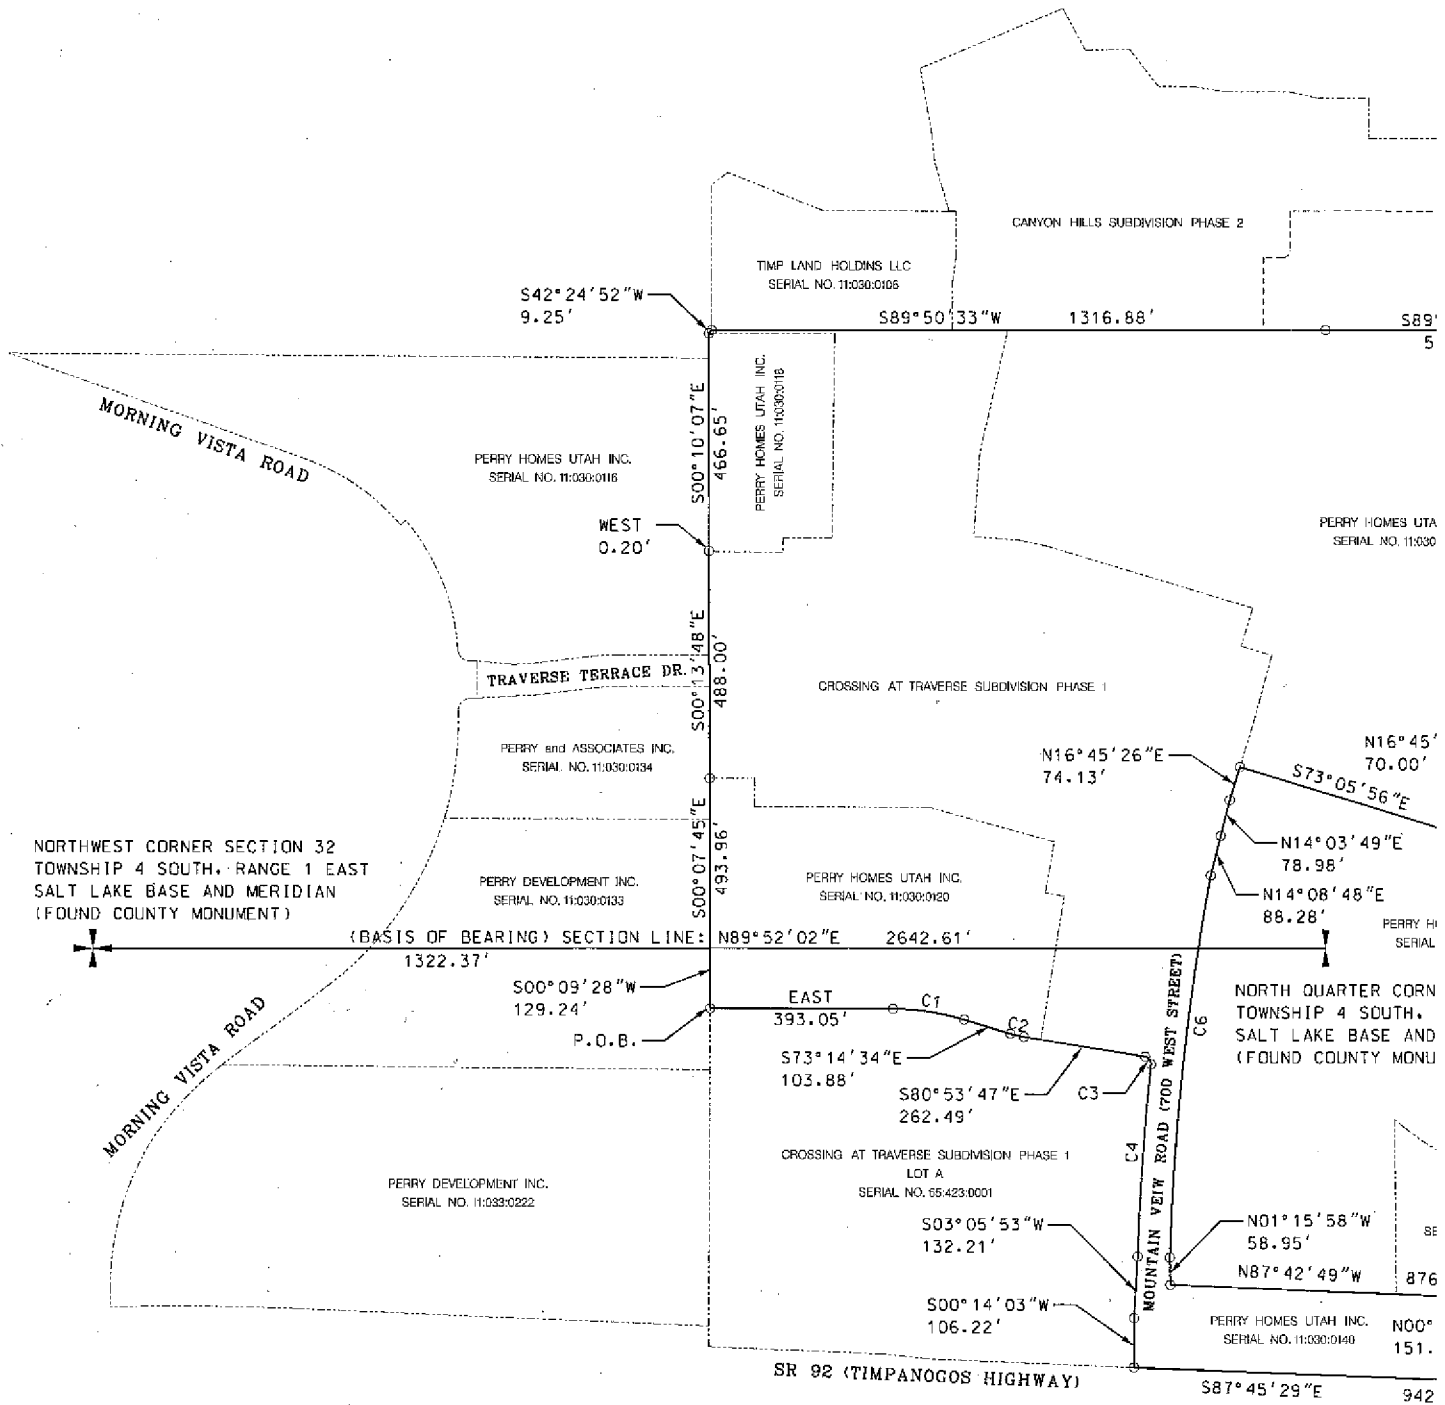 CANYON HILLS SUBDIVISION PHASE 2
TIMP LAND HOLDINS LLC
SERIAL NO. 11:030:0106
S42°24'52"W
9.25'
S89°50'33"W 1316.88'
S89°
5
MORNING VISTA ROAD
PERRY HOMES UTAH INC.
SERIAL NO. 11:030:0116
S00°10'07"E
466.65'
PERRY HOMES UTAH INC.
SERIAL NO. 11:030:0118
WEST
0.20'
PERRY HOMES UTA
SERIAL NO. 11:030
S00°13'48"E
488.00'
TRAVERSE TERRACE DR.
CROSSING AT TRAVERSE SUBDIVISION PHASE 1
PERRY and ASSOCIATES INC.
SERIAL NO. 11:030:0134
N16°45'26"E
74.13'
N16°45'
70.00'
S73°05'56"E
S00°07'45"E
493.96'
N14°03'49"E
78.98'
N14°08'48"E
88.28'
NORTHWEST CORNER SECTION 32
TOWNSHIP 4 SOUTH, RANGE 1 EAST
SALT LAKE BASE AND MERIDIAN
(FOUND COUNTY MONUMENT)
PERRY DEVELOPMENT INC.
SERIAL NO. 11:030:0133
PERRY HOMES UTAH INC.
SERIAL NO. 11:030:0120
PERRY H
SERIAL
(BASIS OF BEARING) SECTION LINE: N89°52'02"E 2642.61'
1322.37'
S00°09'28"W
129.24'
P.O.B.
EAST
393.05'
C1
C2
S73°14'34"E
103.88'
S80°53'47"E
262.49'
C3
C4
C6
MOUNTAIN VEIW ROAD (700 WEST STREET)
NORTH QUARTER CORN
TOWNSHIP 4 SOUTH,
SALT LAKE BASE AND
(FOUND COUNTY MONU
MORNING VISTA ROAD
CROSSING AT TRAVERSE SUBDIVISION PHASE 1
LOT A
SERIAL NO. 65:423:0001
PERRY DEVELOPMENT INC.
SERIAL NO. 11:033:0222
S03°05'53"W
132.21'
N01°15'58"W
58.95'
SE
N87°42'49"W 876
S00°14'03"W
106.22'
PERRY HOMES UTAH INC.
SERIAL NO. 11:030:0140
N00°
151.
SR 92 (TIMPANOGOS HIGHWAY)
S87°45'29"E 942